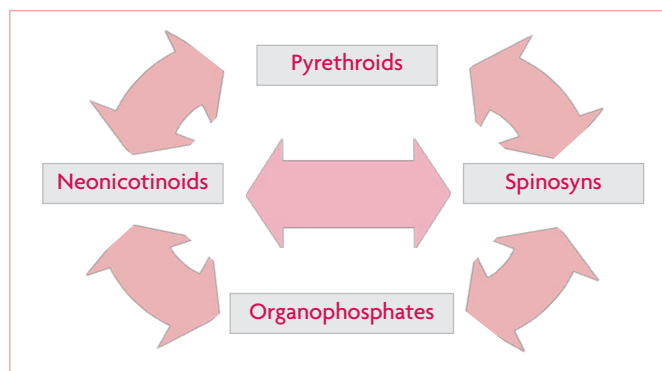 Pyrethroids
Neonicotinoids
Spinosyns
Organophosphates